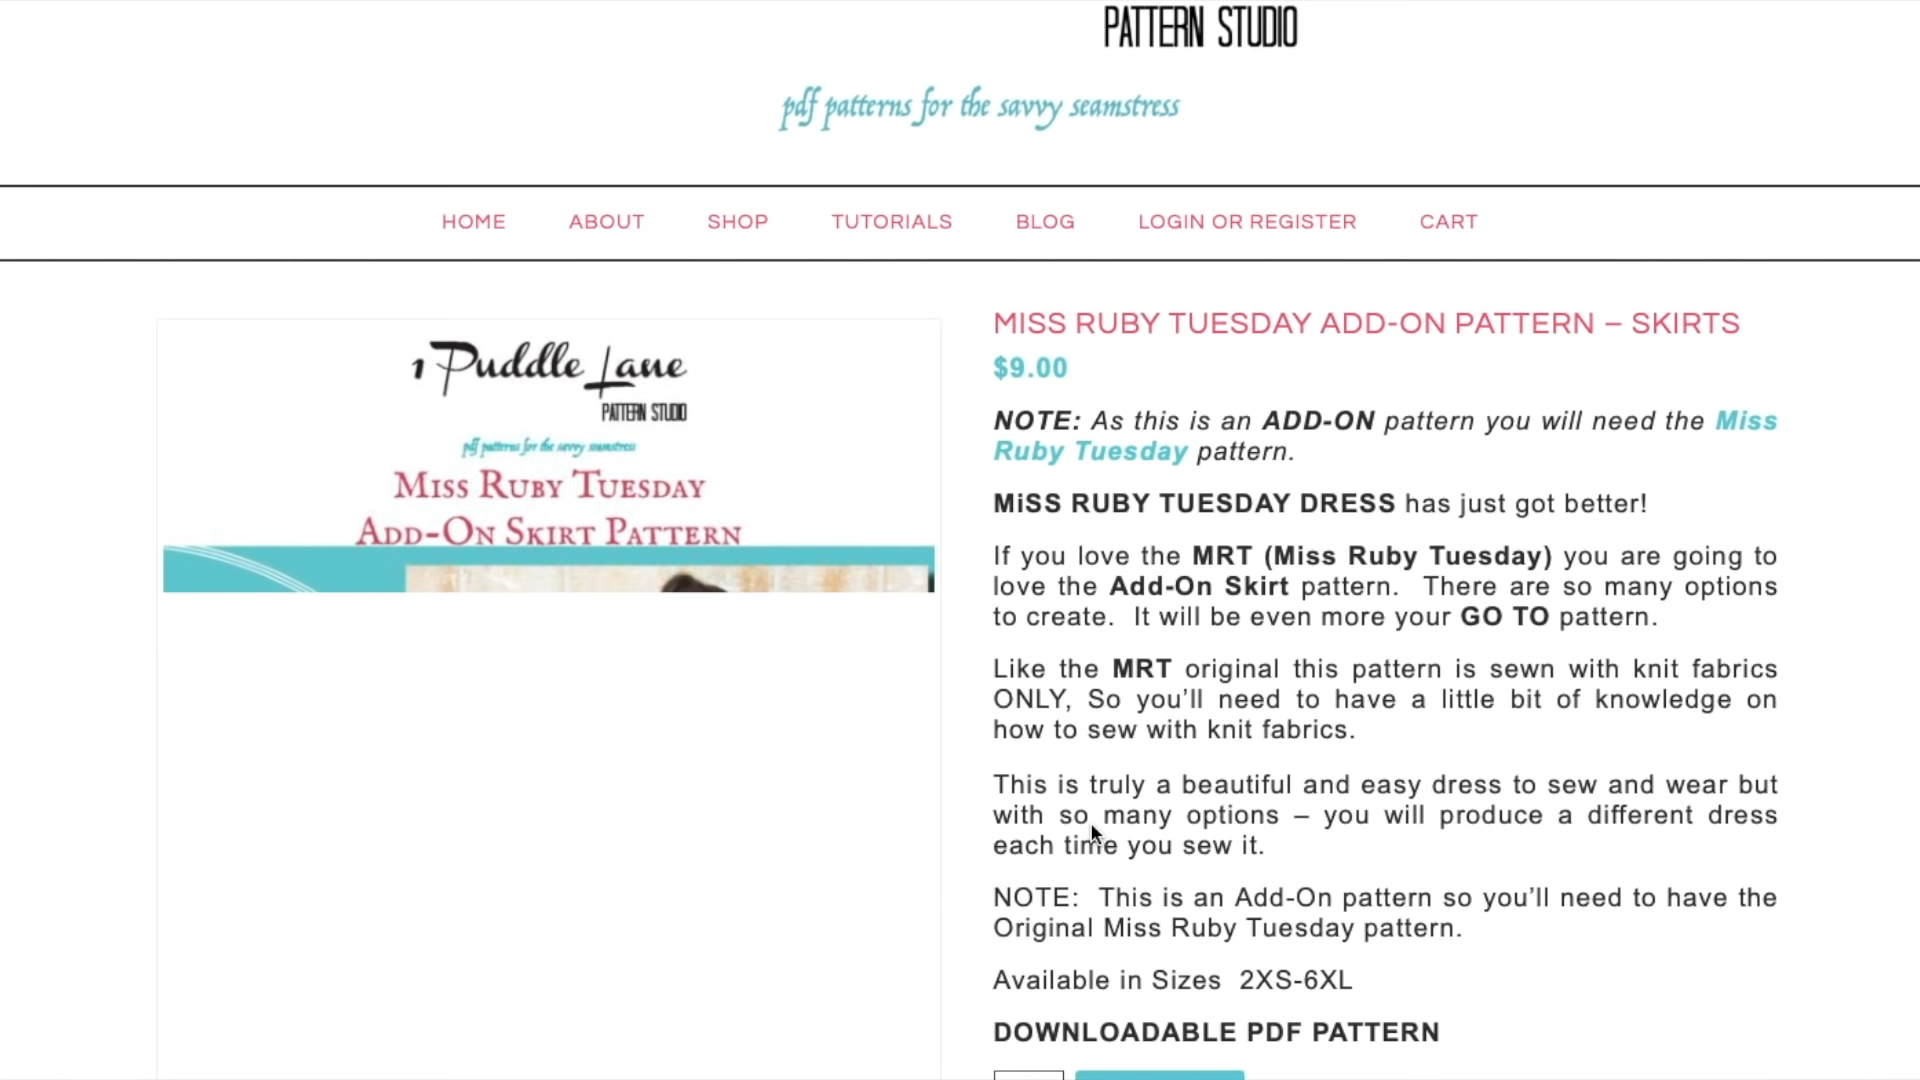 PATTERN STUDIO
pdf patterns for the savvy seamstress
HOME ABOUT SHOP TUTORIALS BLOG LOGIN OR REGISTER CART
1 Puddle Lane
PATTERN STUDIO
pdf patterns for the savvy seamstress
Miss Ruby Tuesday
Add-On Skirt Pattern
MISS RUBY TUESDAY ADD-ON PATTERN – SKIRTS
$9.00
NOTE: As this is an ADD-ON pattern you will need the Miss
Ruby Tuesday pattern.
MiSS RUBY TUESDAY DRESS has just got better!
If you love the MRT (Miss Ruby Tuesday) you are going to
love the Add-On Skirt pattern. There are so many options
to create. It will be even more your GO TO pattern.
Like the MRT original this pattern is sewn with knit fabrics
ONLY, So you’ll need to have a little bit of knowledge on
how to sew with knit fabrics.
This is truly a beautiful and easy dress to sew and wear but
with so many options – you will produce a different dress
each time you sew it.
NOTE: This is an Add-On pattern so you’ll need to have the
Original Miss Ruby Tuesday pattern.
Available in Sizes 2XS-6XL
DOWNLOADABLE PDF PATTERN